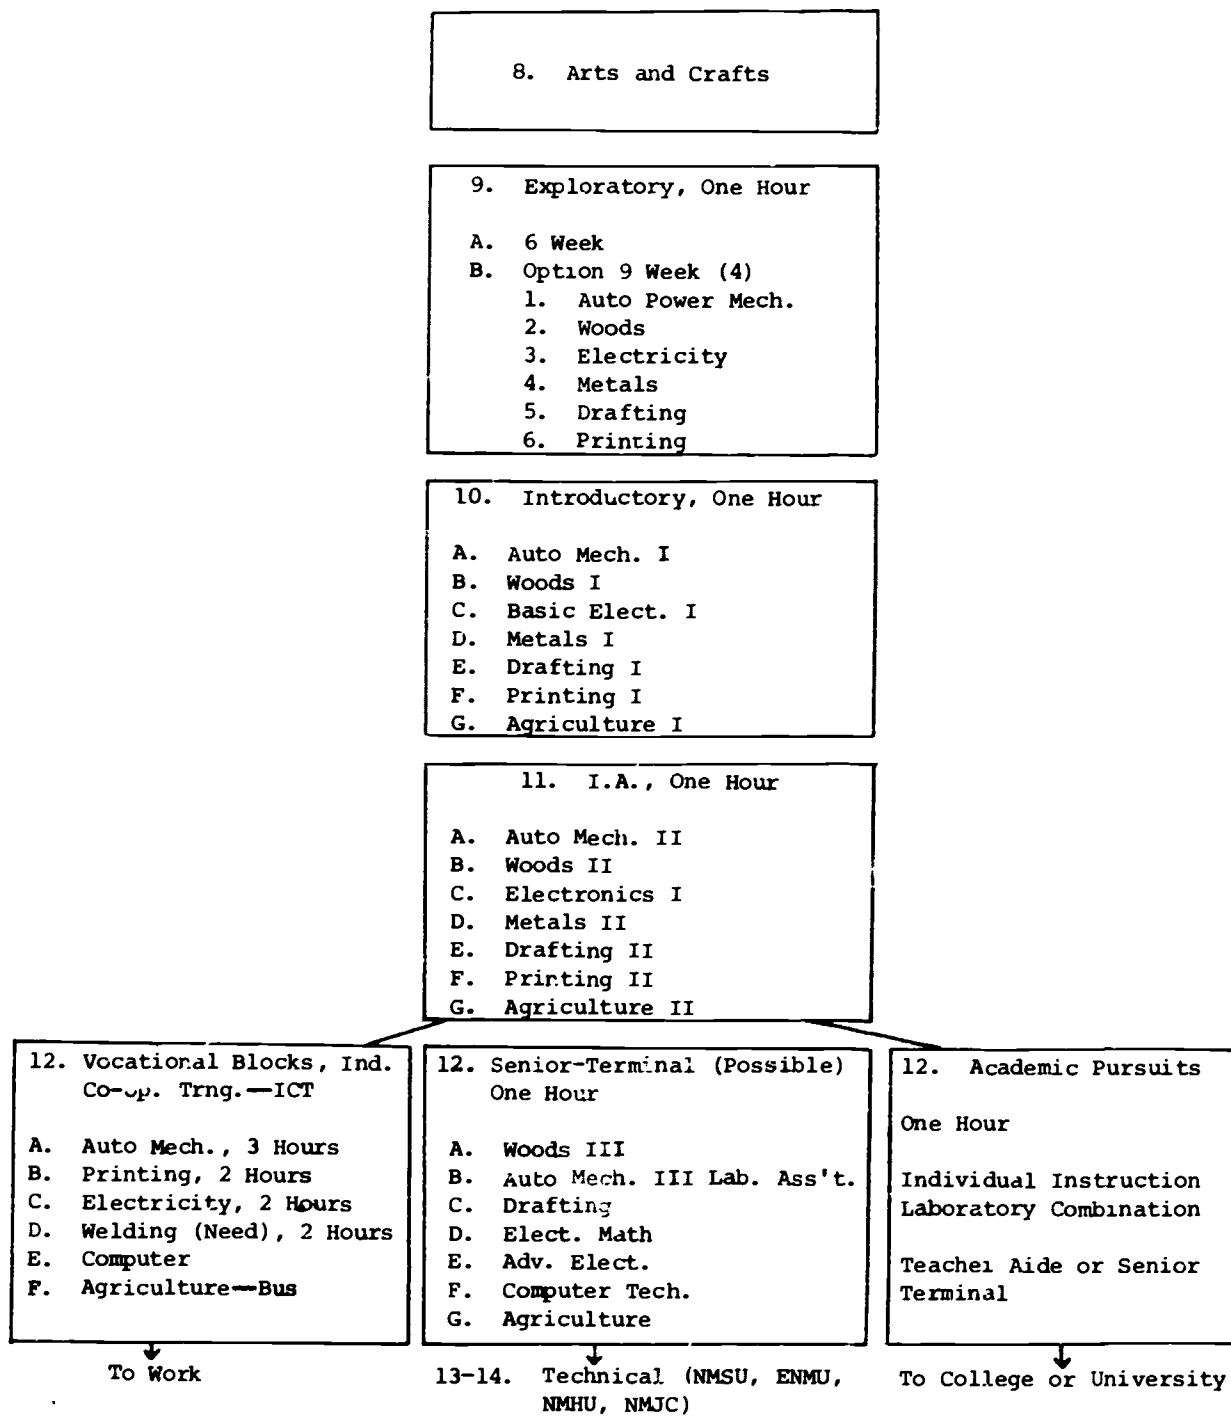 8. Arts and Crafts
9. Exploratory, One Hour
A. 6 Week
B. Option 9 Week (4)
1. Auto Power Mech.
2. Woods
3. Electricity
4. Metals
5. Drafting
6. Printing
10. Introductory, One Hour
A. Auto Mech. I
B. Woods I
C. Basic Elect. I
D. Metals I
E. Drafting I
F. Printing I
G. Agriculture I
11. I.A., One Hour
A. Auto Mech. II
B. Woods II
C. Electronics I
D. Metals II
E. Drafting II
F. Printing II
G. Agriculture II
12. Vocational Blocks, Ind.
Co-op. Trng.—ICT
A. Auto Mech., 3 Hours
B. Printing, 2 Hours
C. Electricity, 2 Hours
D. Welding (Need), 2 Hours
E. Computer
F. Agriculture—Bus
To Work
12. Senior-Terminal (Possible)
One Hour
A. Woods III
B. Auto Mech. III Lab. Ass't.
C. Drafting
D. Elect. Math
E. Adv. Elect.
F. Computer Tech.
G. Agriculture
13-14. Technical (NMSU, ENMU,
NMHU, NMJC)
12. Academic Pursuits
One Hour
Individual Instruction
Laboratory Combination
Teacher Aide or Senior
Terminal
To College or University